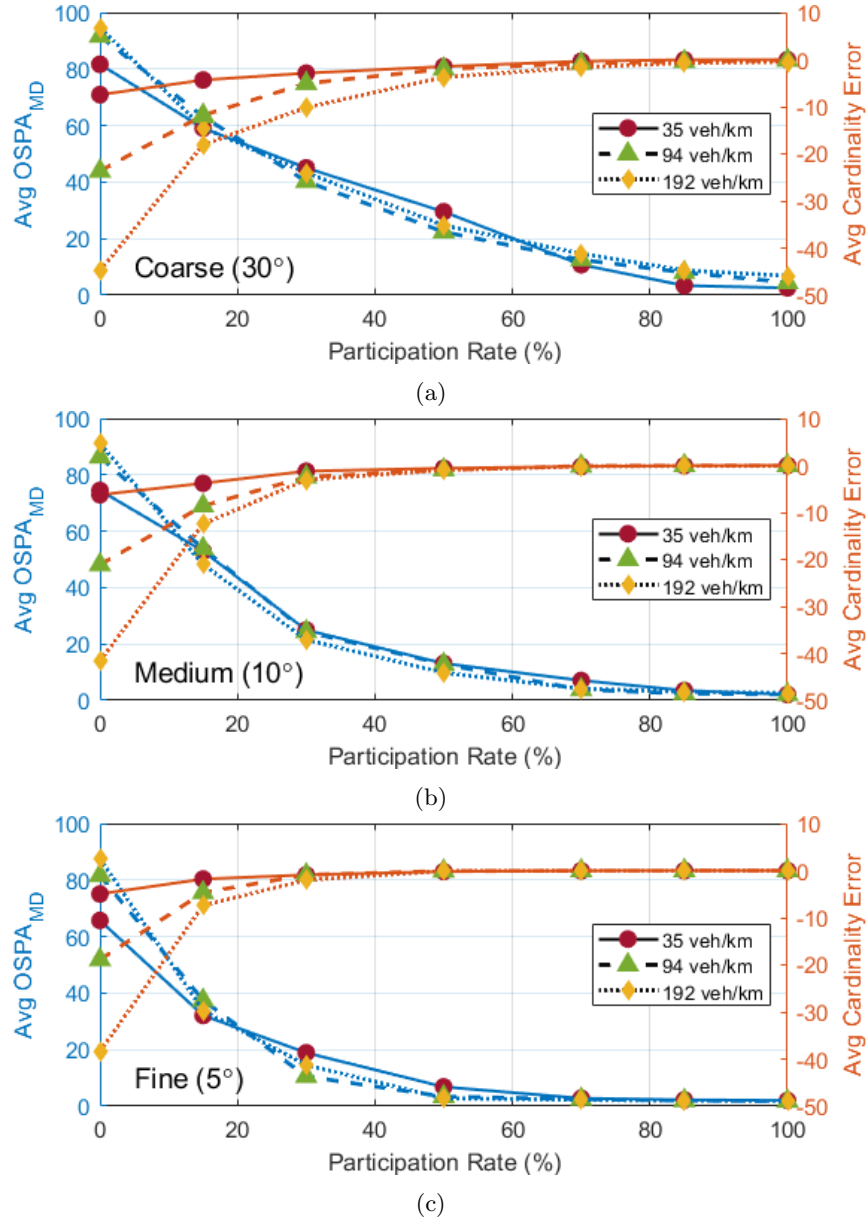 100
80
60
40
20
0
Avg OSPA_MD
10
0
-10
-20
-30
-40
-50
Avg Cardinality Error
35 veh/km
94 veh/km
192 veh/km
Coarse (30°)
0 20 40 60 80 100
Participation Rate (%)
(a)
100
80
60
40
20
0
Avg OSPA_MD
10
0
-10
-20
-30
-40
-50
Avg Cardinality Error
35 veh/km
94 veh/km
192 veh/km
Medium (10°)
0 20 40 60 80 100
Participation Rate (%)
(b)
100
80
60
40
20
0
Avg OSPA_MD
10
0
-10
-20
-30
-40
-50
Avg Cardinality Error
35 veh/km
94 veh/km
192 veh/km
Fine (5°)
0 20 40 60 80 100
Participation Rate (%)
(c)